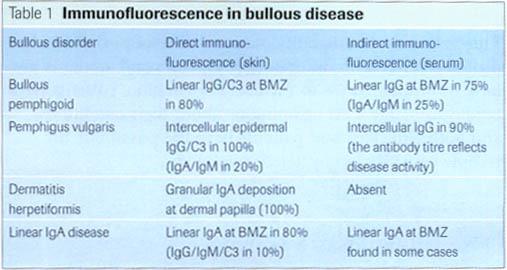 Table 1 Immunofluorescence in bullous disease
Bullous disorder Direct immuno- Indirect immuno-
fluorescence (skin) fluorescence (serum)
Bullous Linear IgG/C3 at BMZ Linear IgG at BMZ in 75%
pemphigoid in 80% (IgA/IgM in 25%)
Pemphigus vulgaris Intercellular epidermal Intercellular IgG in 90%
IgG/C3 in 100% (the antibody titre reflects
(IgA/IgM in 20%) disease activity)
Dermatitis Granular IgA deposition Absent
herpetiformis at dermal papilla (100%)
Linear IgA disease Linear IgA at BMZ in 80% Linear IgA at BMZ
(IgG/IgM/C3 in 10%) found in some cases